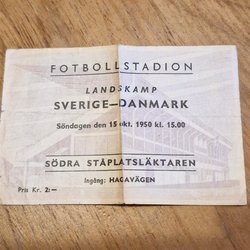 FOTBOLLSTADION
LANDSKAMP
SVERIGE—DANMARK
Söndagen den 15 okt. 1950 kl. 15.00
SÖDRA STÅPLATSLÄKTAREN
Ingång: HAGAVÄGEN
Pris Kr. 2:—